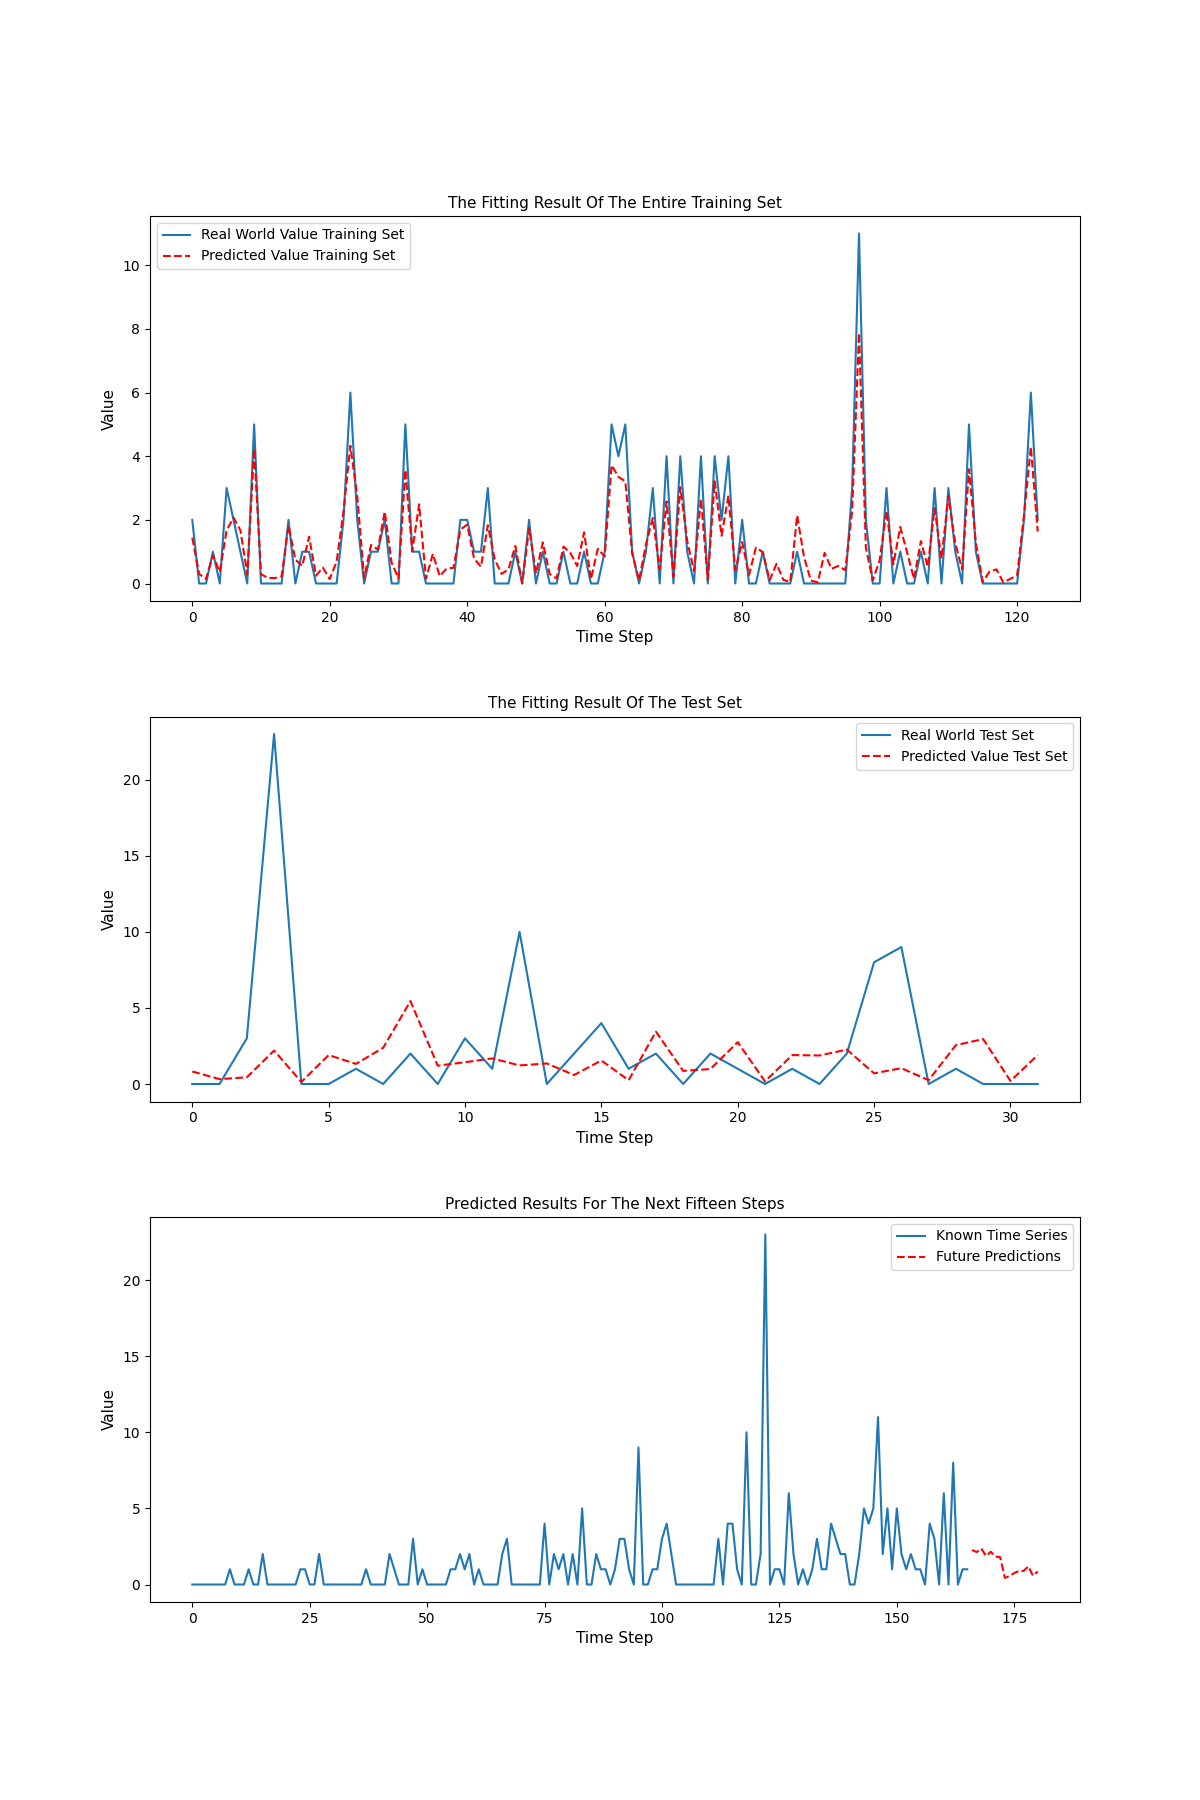 The Fitting Result Of The Entire Training Set
Real World Value Training Set
Predicted Value Training Set
Value
10
8
6
4
2
0
0 20 40 60 80 100 120
Time Step
The Fitting Result Of The Test Set
Real World Test Set
Predicted Value Test Set
Value
20
15
10
5
0
0 5 10 15 20 25 30
Time Step
Predicted Results For The Next Fifteen Steps
Known Time Series
Future Predictions
Value
20
15
10
5
0
0 25 50 75 100 125 150 175
Time Step